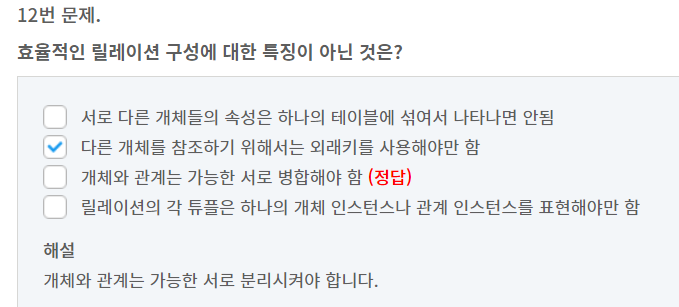 12번 문제.
효율적인 릴레이션 구성에 대한 특징이 아닌 것은?
서로 다른 개체들의 속성은 하나의 테이블에 섞여서 나타나면 안됨
다른 개체를 참조하기 위해서는 외래키를 사용해야만 함
개체와 관계는 가능한 서로 병합해야 함 (정답)
릴레이션의 각 튜플은 하나의 개체 인스턴스나 관계 인스턴스를 표현해야만 함
해설
개체와 관계는 가능한 서로 분리시켜야 합니다.